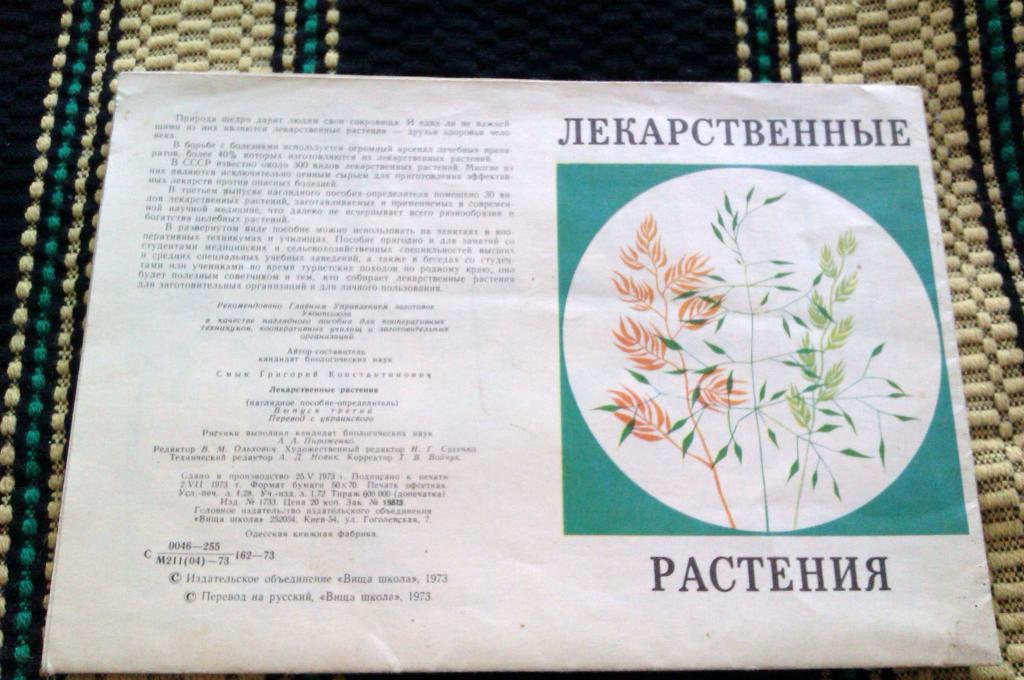 Природа щедро дарит людям свои сокровища. И едва ли не важней-
шими из них являются лекарственные растения — друзья здоровья чело-
века.
В борьбе с болезнями используется огромный арсенал лечебных препа-
ратов, более 40% которых изготовляются из лекарственных растений.
В СССР известно около 300 видов лекарственных растений. Многие из
них являются исключительно ценным сырьем для приготовления эффектив-
ных лекарств против опасных болезней.
В третьем выпуске наглядного пособия-определителя помещено 30 ви-
дов лекарственных растений, заготавливаемых и применяемых в современ-
ной научной медицине, что далеко не исчерпывает всего разнообразия и
богатства целебных растений.
В развернутом виде пособие можно использовать на занятиях в коо-
перативных техникумах и училищах. Пособие пригодно и для занятий со
студентами медицинских и сельскохозяйственных специальностей высших
и средних специальных учебных заведений, а также в беседах со студен-
тами или учениками во время туристских походов по родному краю; оно
будет полезным советчиком и тем, кто собирает лекарственные растения
для заготовительных организаций и для личного пользования.
Рекомендовано Главным Управлением заготовок
Укоопсоюза
в качестве наглядного пособия для кооперативных
техникумов, кооперативных училищ и заготовительных
организаций
Автор-составитель
кандидат биологических наук
Смык Григорий Константинович
Лекарственные растения
(наглядное пособие-определитель)
Выпуск третий
Перевод с украинского
Рисунки выполнил кандидат биологических наук
А. А. Пироженко.
Редактор В. М. Ольхович. Художественный редактор Н. Г. Сченко.
Технический редактор А. Д. Новик. Корректор Т. В. Войчук.
Сдано в производство 25.V 1973 г. Подписано к печати
2.VII 1973 г. Формат бумаги 50×70. Печать офсетная.
Усл.-печ. л. 4,28. Уч.-изд. л. 1,72. Тираж 600 000 (допечатка)
Изд. № 1733. Цена 20 коп. Зак. №
Головное издательство издательского объединения
«Вища школа» 252054, Киев-54, ул. Гоголевская, 7.
Одесская книжная фабрика.
С 0046—255
М211(04)—73 162—73
© Издательское объединение «Вища школа», 1973
© Перевод на русский, «Вища школа», 1973
ЛЕКАРСТВЕННЫЕ
РАСТЕНИЯ